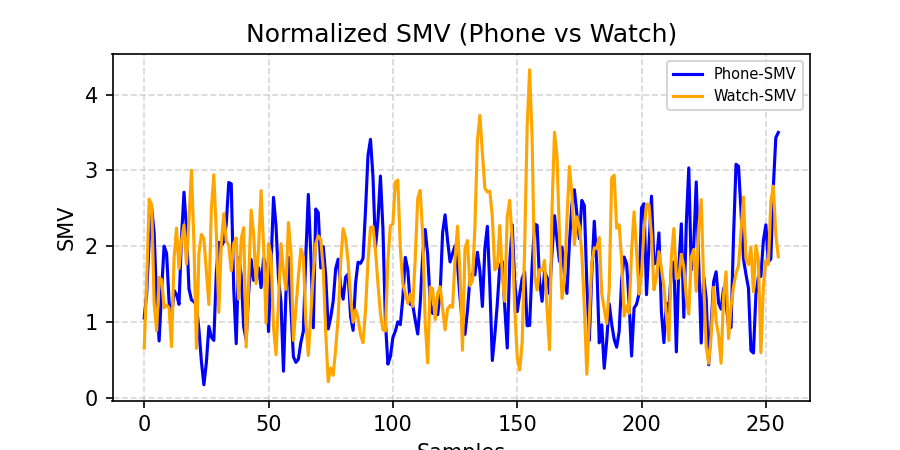 Normalized SMV (Phone vs Watch)
Phone-SMV
Watch-SMV
SMV
4
3
2
1
0
0 50 100 150 200 250
Samples